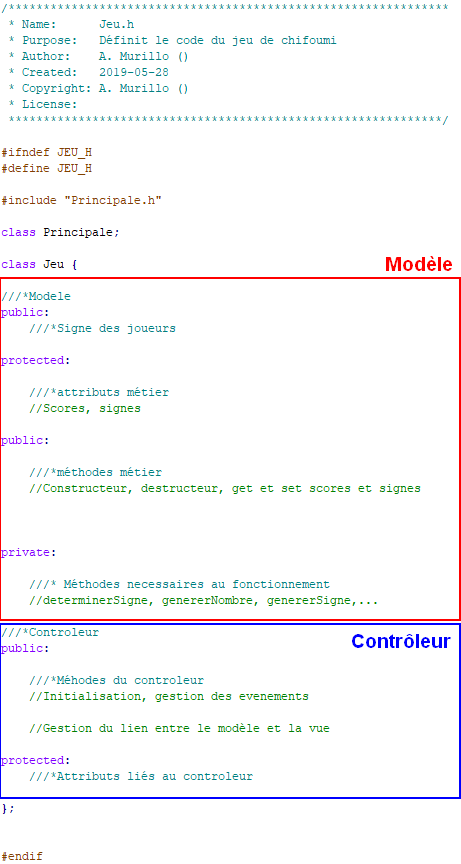 /***************************************************************
 * Name:      Jeu.h
 * Purpose:   Définit le code du jeu de chifoumi
 * Author:    A. Murillo ()
 * Created:   2019-05-28
 * Copyright: A. Murillo ()
 * License:
 **************************************************************/
#ifndef JEU_H
#define JEU_H
#include "Principale.h"
class Principale;
class Jeu {
Modèle
///*Modele
public:
    ///*Signe des joueurs
protected:
    ///*attributs métier
    //Scores, signes
public:
    ///*méthodes métier
    //Constructeur, destructeur, get et set scores et signes
private:
    ///* Méthodes necessaires au fonctionnement
    //determinerSigne, genererNombre, genererSigne,...
///*Controleur
Contrôleur
public:
    ///*Méhodes du controleur
    //Initialisation, gestion des evenements
    //Gestion du lien entre le modèle et la vue
protected:
    ///*Attributs liés au controleur
};
#endif